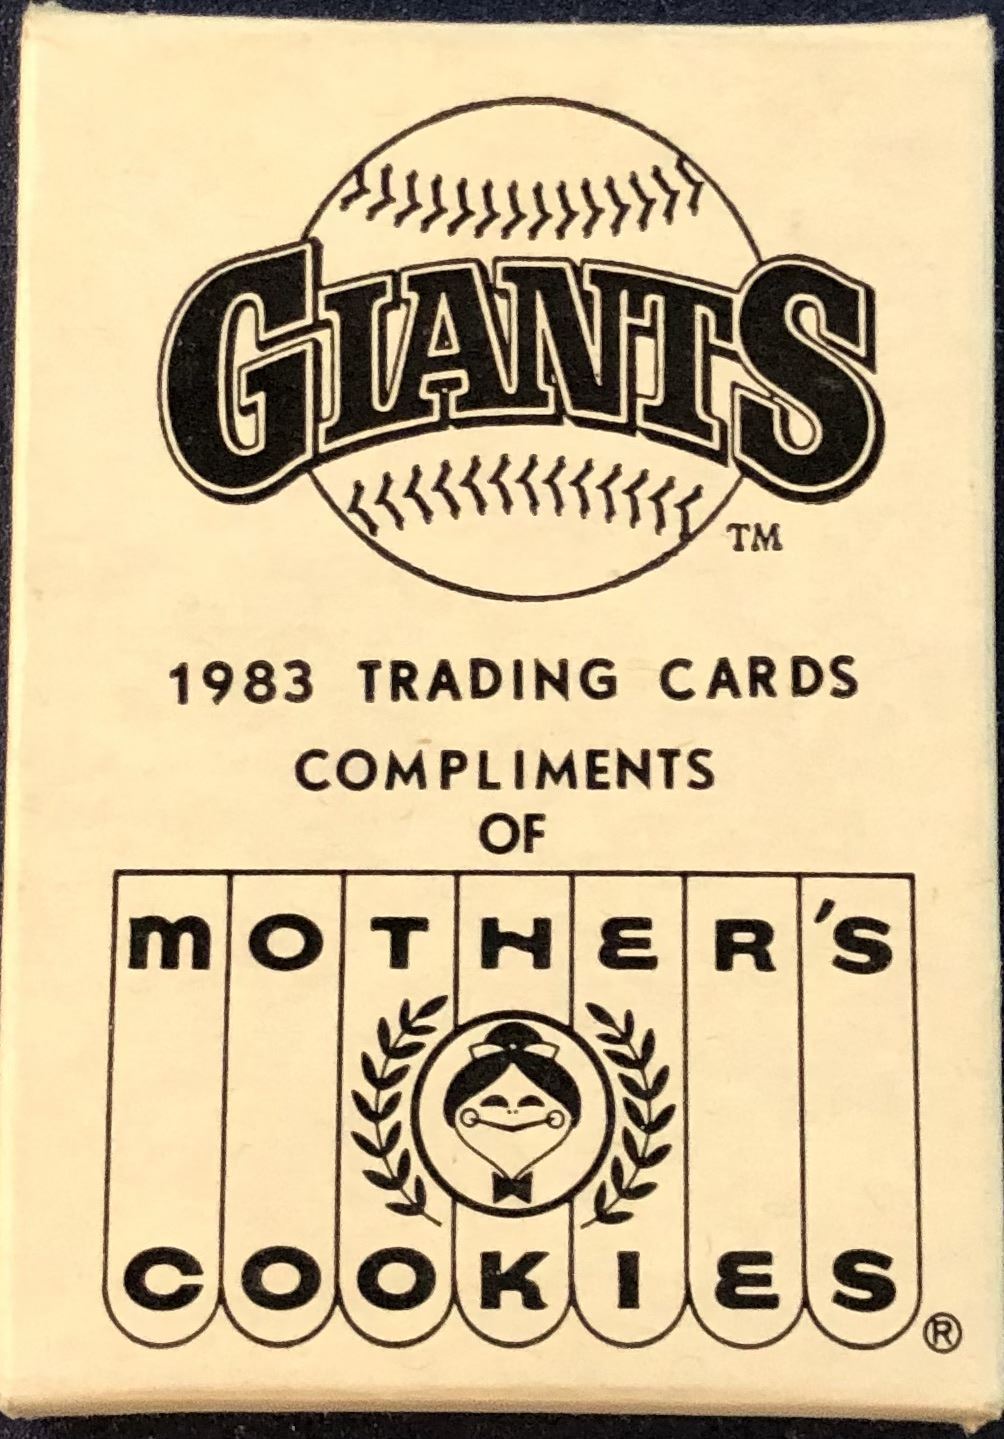 GIANTS
TM
1983 TRADING CARDS
COMPLIMENTS
OF
MOTHER'S
COOKIES
®